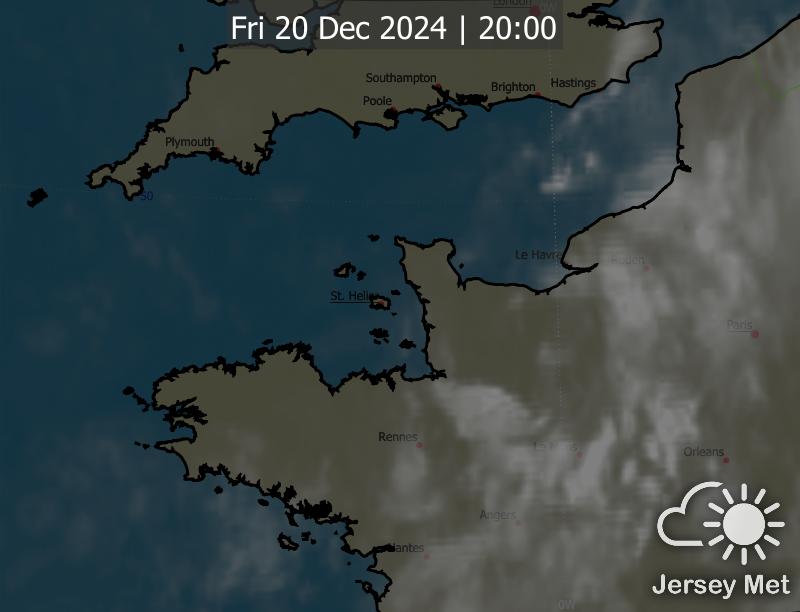 London
0W
Fri 20 Dec 2024 | 20:00
Southampton
Brighton
Hastings
Poole
Plymouth
50
Le Havre
Rouen
St. Helier
Paris
Rennes
Le Mans
Orleans
Angers
Nantes
0W
Jersey Met